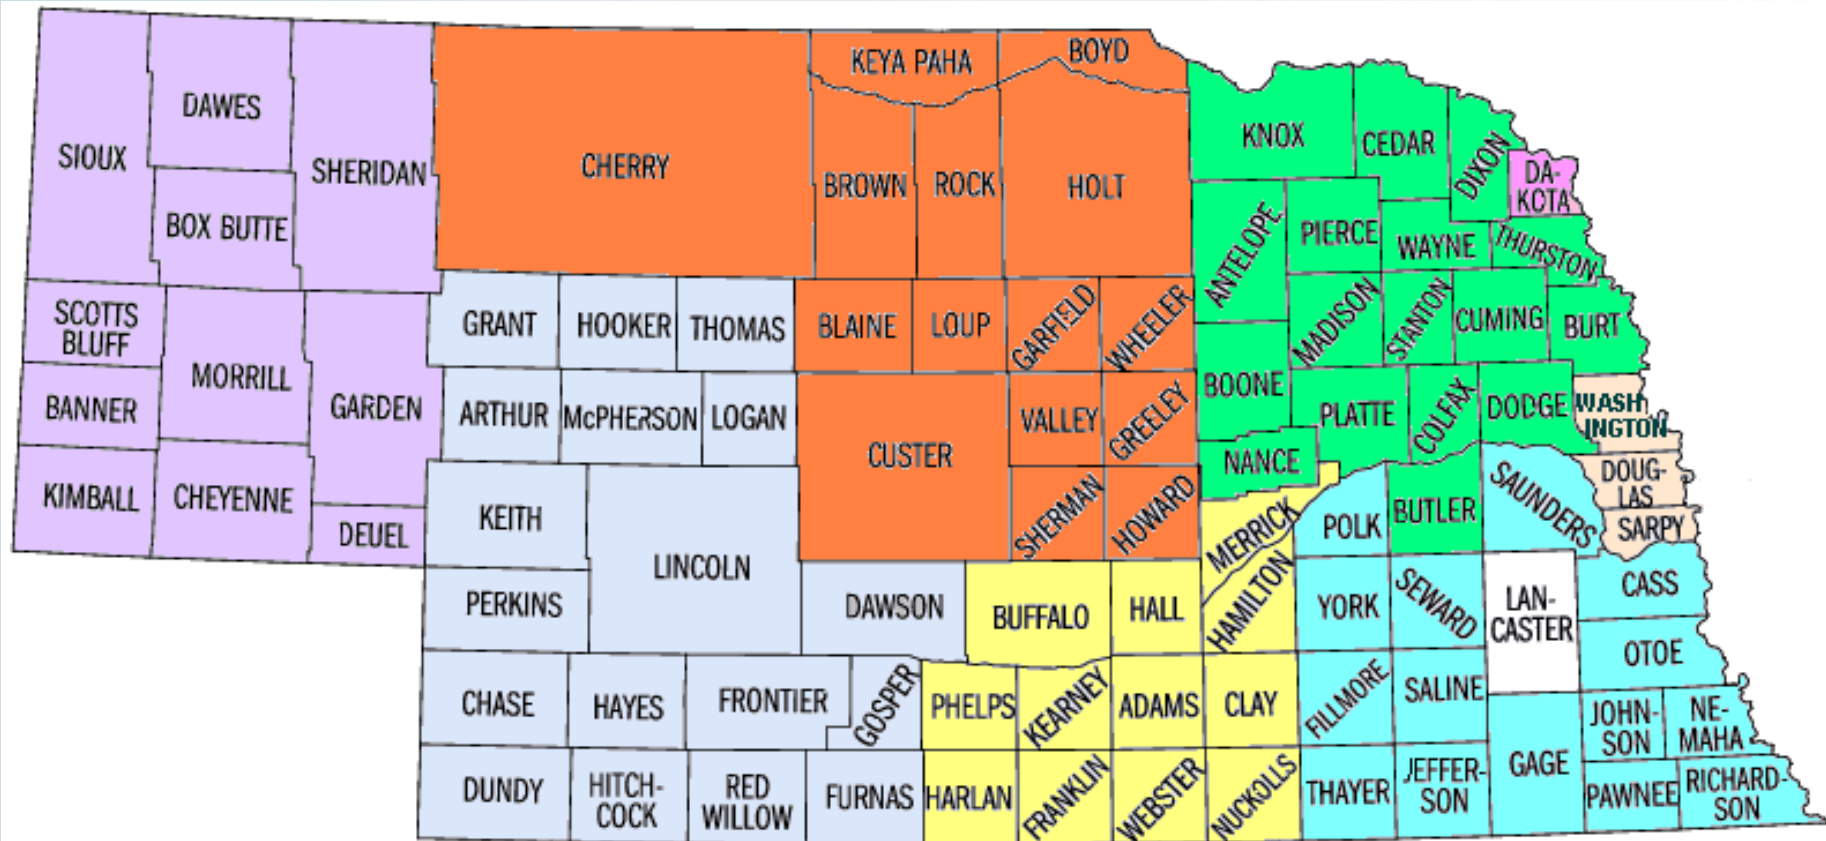 KEYA PAHA
BOYD
DAWES
SIOUX
SHERIDAN
CHERRY
BROWN
ROCK
HOLT
KNOX
CEDAR
DIXON
DA-
KOTA
BOX BUTTE
ANTELOPE
PIERCE
WAYNE
THURSTON
SCOTTS
BLUFF
MORRILL
GARDEN
GRANT
HOOKER
THOMAS
BLAINE
LOUP
GARFIELD
WHEELER
MADISON
STANTON
CUMING
BURT
BANNER
ARTHUR
McPHERSON
LOGAN
CUSTER
VALLEY
GREELEY
BOONE
PLATTE
COLFAX
DODGE
WASH
INGTON
NANCE
KIMBALL
CHEYENNE
DEUEL
KEITH
LINCOLN
SHERMAN
HOWARD
MERRICK
POLK
BUTLER
SAUNDERS
DOUG-
LAS
SARPY
PERKINS
DAWSON
BUFFALO
HALL
HAMILTON
YORK
SEWARD
LAN-
CASTER
CASS
OTOE
CHASE
HAYES
FRONTIER
GOSPER
PHELPS
KEARNEY
ADAMS
CLAY
FILLMORE
SALINE
GAGE
JOHN-
SON
NE-
MAHA
DUNDY
HITCH-
COCK
RED
WILLOW
FURNAS
HARLAN
FRANKLIN
WEBSTER
NUCKOLLS
THAYER
JEFFER-
SON
PAWNEE
RICHARD-
SON